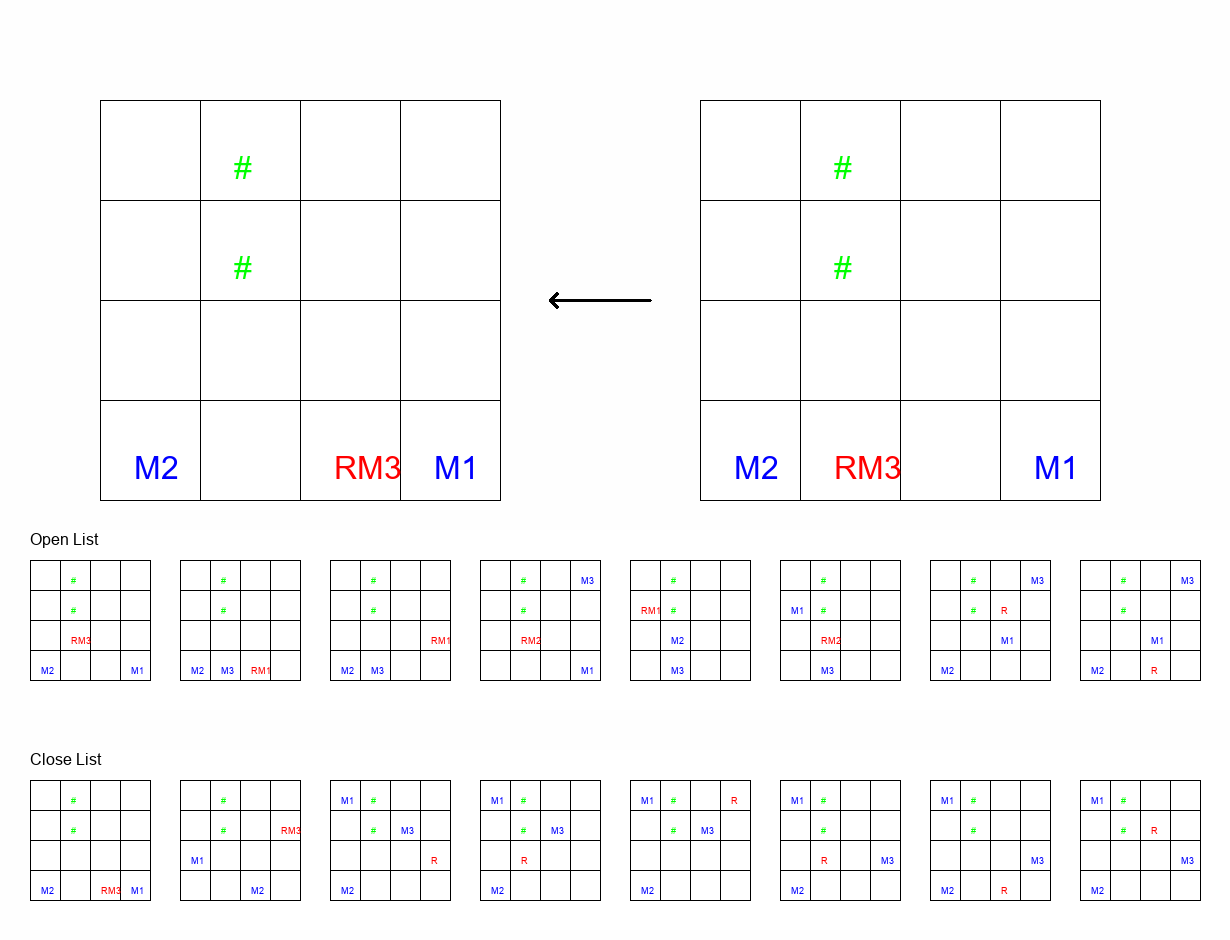 # #
# #
M2 RM3 M1 M2 RM3 M1
Open List
# # # # M3 # # # M3 # M3
# # # # RM1 # M1 # # R #
RM3 RM1 RM2 M2 RM2 M1 M1
M2 M1 M2 M3 RM1 M2 M3 M1 M3 M3 M2 M2 R
Close List
# # M1 # M1 # M1 # R M1 # M1 # M1 #
# # RM3 # M3 # M3 # M3 # # # R
M1 R R R M3 M3 M3
M2 RM3 M1 M2 M2 M2 M2 M2 M2 R M2